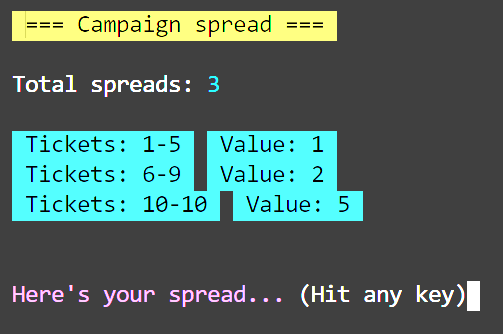 === Campaign spread ===
Total spreads: 3
Tickets: 1-5 Value: 1
Tickets: 6-9 Value: 2
Tickets: 10-10 Value: 5
Here's your spread... (Hit any key)